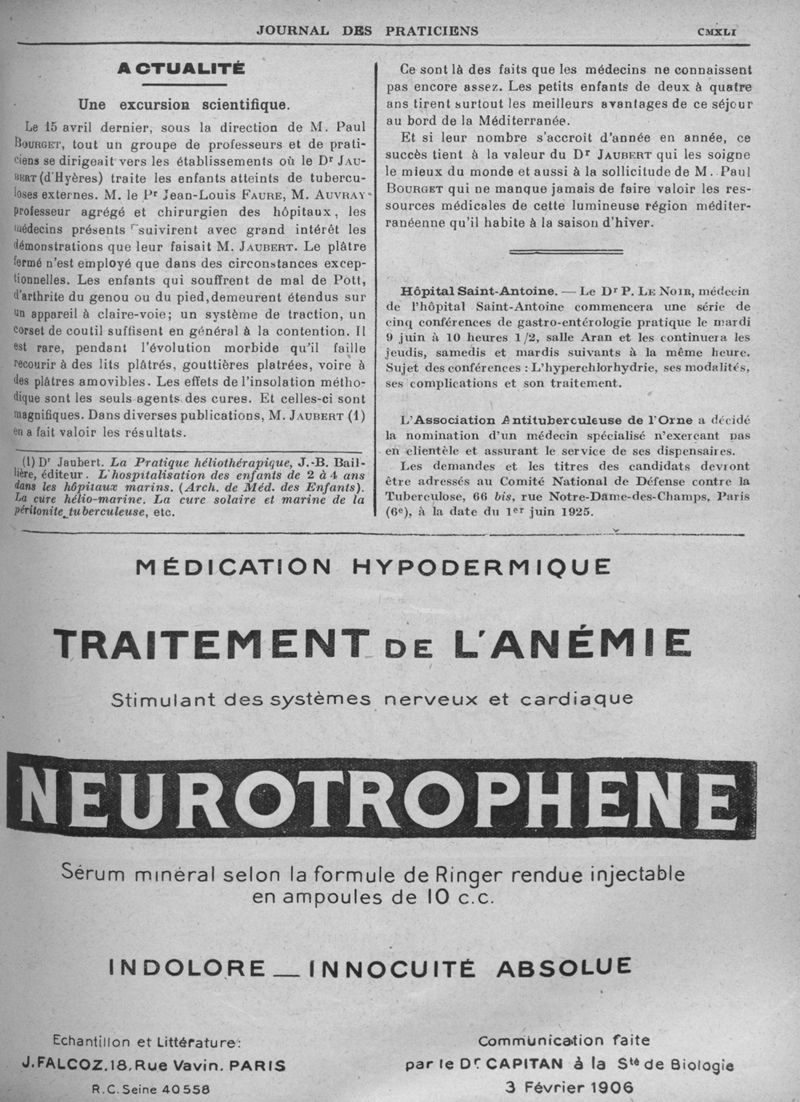 JOURNAL DES PRATICIENS
CMXLI
ACTUALITÉ
Une excursion scientifique.
Le 15 avril dernier, sous la direction de M. Paul
BOURGET, tout un groupe de professeurs et de prati-
ciens se dirigeait vers les établissements où le Dr JAU-
BERT (d'Hyères) traite les enfants atteints de tubercu-
loses externes. M. le Pr Jean-Louis FAURE, M. AUVRAY
professeur agrégé et chirurgien des hôpitaux, les
médecins présents suivirent avec grand intérêt les
démonstrations que leur faisait M. JAUBERT. Le plâtre
fermé n'est employé que dans des circonstances excep-
tionnelles. Les enfants qui souffrent de mal de Pott,
d'arthrite du genou ou du pied, demeurent étendus sur
un appareil à claire-voie; un système de traction, un
corset de coutil suffisent en général à la contention. Il
est rare, pendant l'évolution morbide qu'il faille
recourir à des lits plâtrés, gouttières platrées, voire à
des plâtres amovibles. Les effets de l'insolation métho-
dique sont les seuls agents des cures. Et celles-ci sont
magnifiques. Dans diverses publications, M. JAUBERT (1)
en a fait valoir les résultats.
(1) Dr Jaubert. La Pratique héliothérapique, J.-B. Bail-
lière, éditeur. L'hospitalisation des enfants de 2 à 4 ans
dans les hôpitaux marins. (Arch. de Méd. des Enfants).
La cure hélio-marine. La cure solaire et marine de la
péritonite tuberculeuse, etc.
Ce sont là des faits que les médecins ne connaissent
pas encore assez. Les petits enfants de deux à quatre
ans tirent surtout les meilleurs avantages de ce séjour
au bord de la Méditerranée.
Et si leur nombre s'accroit d'année en année, ce
succès tient à la valeur du Dr JAUBERT qui les soigne
le mieux du monde et aussi à la sollicitude de M. Paul
BOURGET qui ne manque jamais de faire valoir les res-
sources médicales de cette lumineuse région méditer-
ranéenne qu'il habite à la saison d'hiver.
Hôpital Saint-Antoine. — Le Dr P. LE NOIR, médecin
de l'hôpital Saint-Antoine commencera une série de
cinq conférences de gastro-entérologie pratique le mardi
9 juin à 10 heures 1/2, salle Aran et les continuera les
jeudis, samedis et mardis suivants à la même heure.
Sujet des conférences : L'hyperchlorhydrie, ses modalités,
ses complications et son traitement.
L'Association Antituberculeuse de l'Orne a décidé
la nomination d'un médecin spécialisé n'exerçant pas
en clientèle et assurant le service de ses dispensaires.
Les demandes et les titres des candidats devront
être adressés au Comité National de Défense contre la
Tuberculose, 66 bis, rue Notre-Dame-des-Champs, Paris
(6e), à la date du 1er juin 1925.
MÉDICATION HYPODERMIQUE
TRAITEMENT DE L'ANÉMIE
Stimulant des systèmes nerveux et cardiaque
NEUROTROPHENE
Sérum minéral selon la formule de Ringer rendue injectable
en ampoules de 10 c.c.
INDOLORE — INNOCUITÉ ABSOLUE
Echantillon et Littérature:
J. FALCOZ, 18, Rue Vavin. PARIS
R.C. Seine 40558
Communication faite
par le Dr CAPITAN à la Sté de Biologie
3 Février 1906